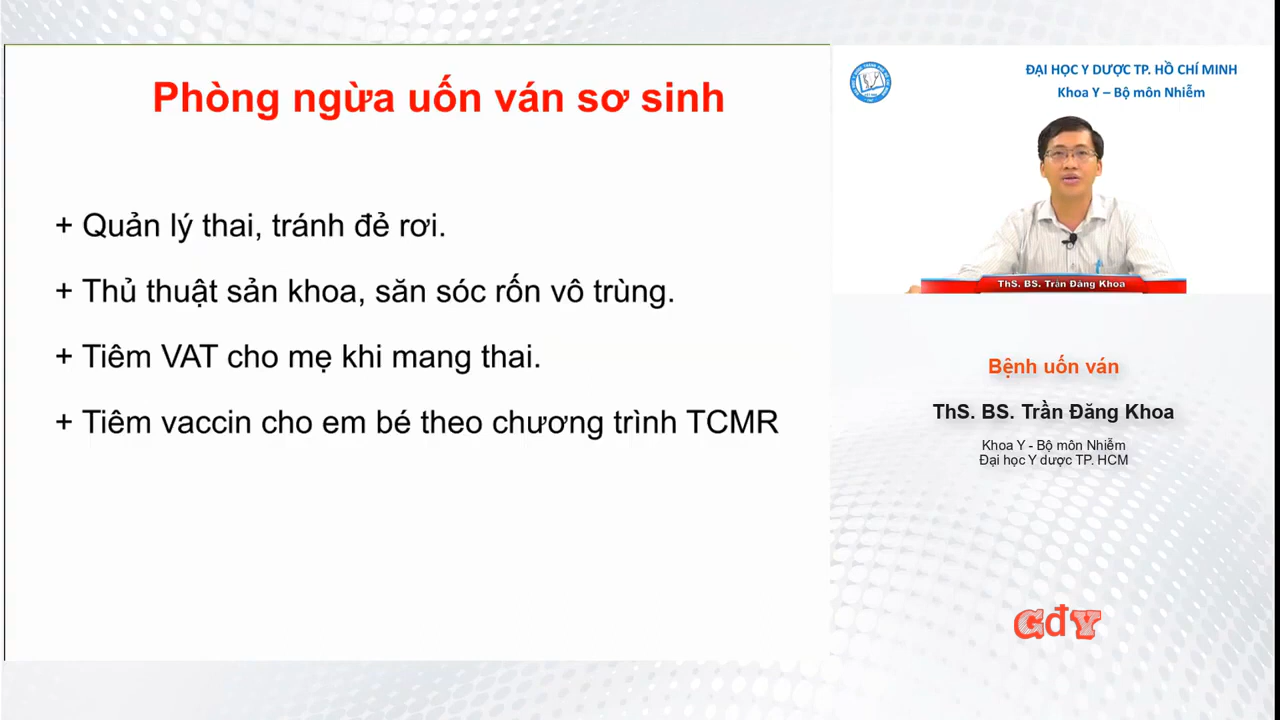 Phòng ngừa uốn ván sơ sinh
+ Quản lý thai, tránh đẻ rơi.
+ Thủ thuật sản khoa, săn sóc rốn vô trùng.
+ Tiêm VAT cho mẹ khi mang thai.
+ Tiêm vaccin cho em bé theo chương trình TCMR
ĐẠI HỌC Y DƯỢC TP. HỒ CHÍ MINH
Khoa Y – Bộ môn Nhiễm
ThS. BS. Trần Đăng Khoa
Bệnh uốn ván
ThS. BS. Trần Đăng Khoa
Khoa Y - Bộ môn Nhiễm
Đại học Y dược TP. HCM
GđY